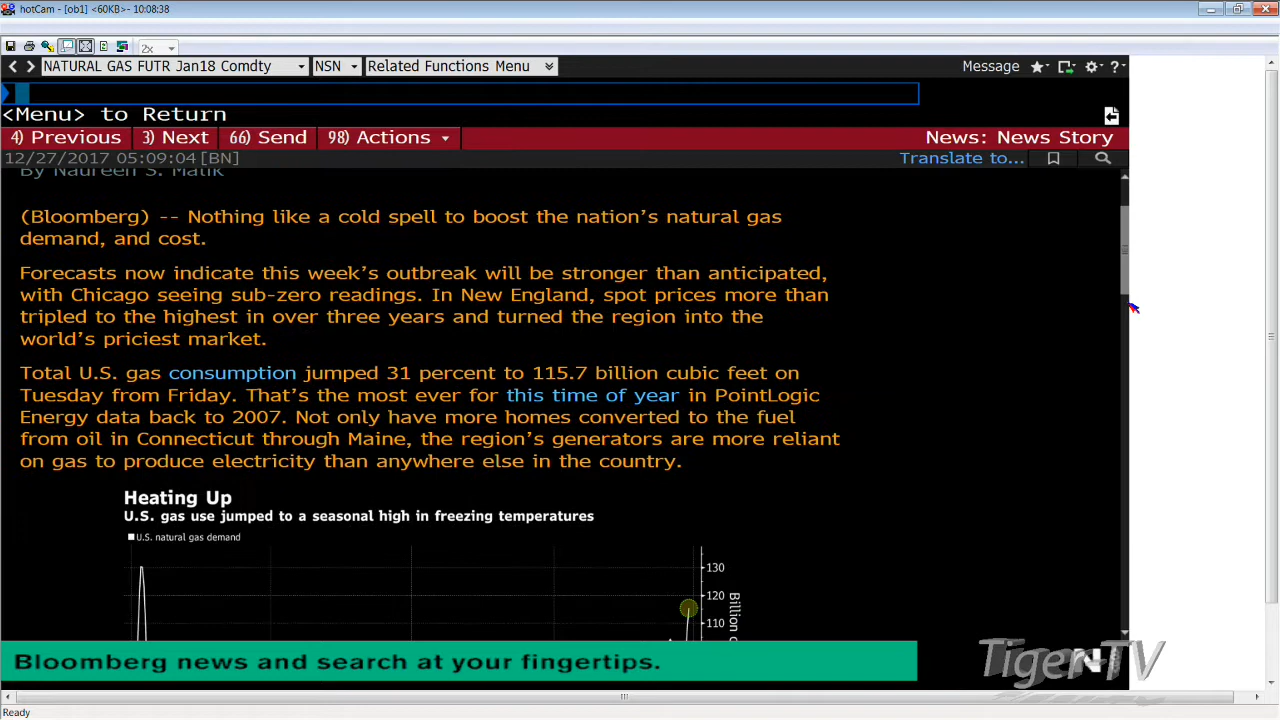 hotCam - [ob1] <60KB> - 10:08:38
2x
NATURAL GAS FUTR Jan18 Comdty NSN Related Functions Menu Message ?
<Menu> to Return
4) Previous 3) Next 66) Send 98) Actions News: News Story
12/27/2017 05:09:04 [BN] Translate to...
By Naureen S. Malik
(Bloomberg) -- Nothing like a cold spell to boost the nation's natural gas
demand, and cost.
Forecasts now indicate this week's outbreak will be stronger than anticipated,
with Chicago seeing sub-zero readings. In New England, spot prices more than
tripled to the highest in over three years and turned the region into the
world's priciest market.
Total U.S. gas consumption jumped 31 percent to 115.7 billion cubic feet on
Tuesday from Friday. That's the most ever for this time of year in PointLogic
Energy data back to 2007. Not only have more homes converted to the fuel
from oil in Connecticut through Maine, the region's generators are more reliant
on gas to produce electricity than anywhere else in the country.
Heating Up
U.S. gas use jumped to a seasonal high in freezing temperatures
U.S. natural gas demand
130
120
110
Billion
Bloomberg news and search at your fingertips.
Tiger-TV
Ready